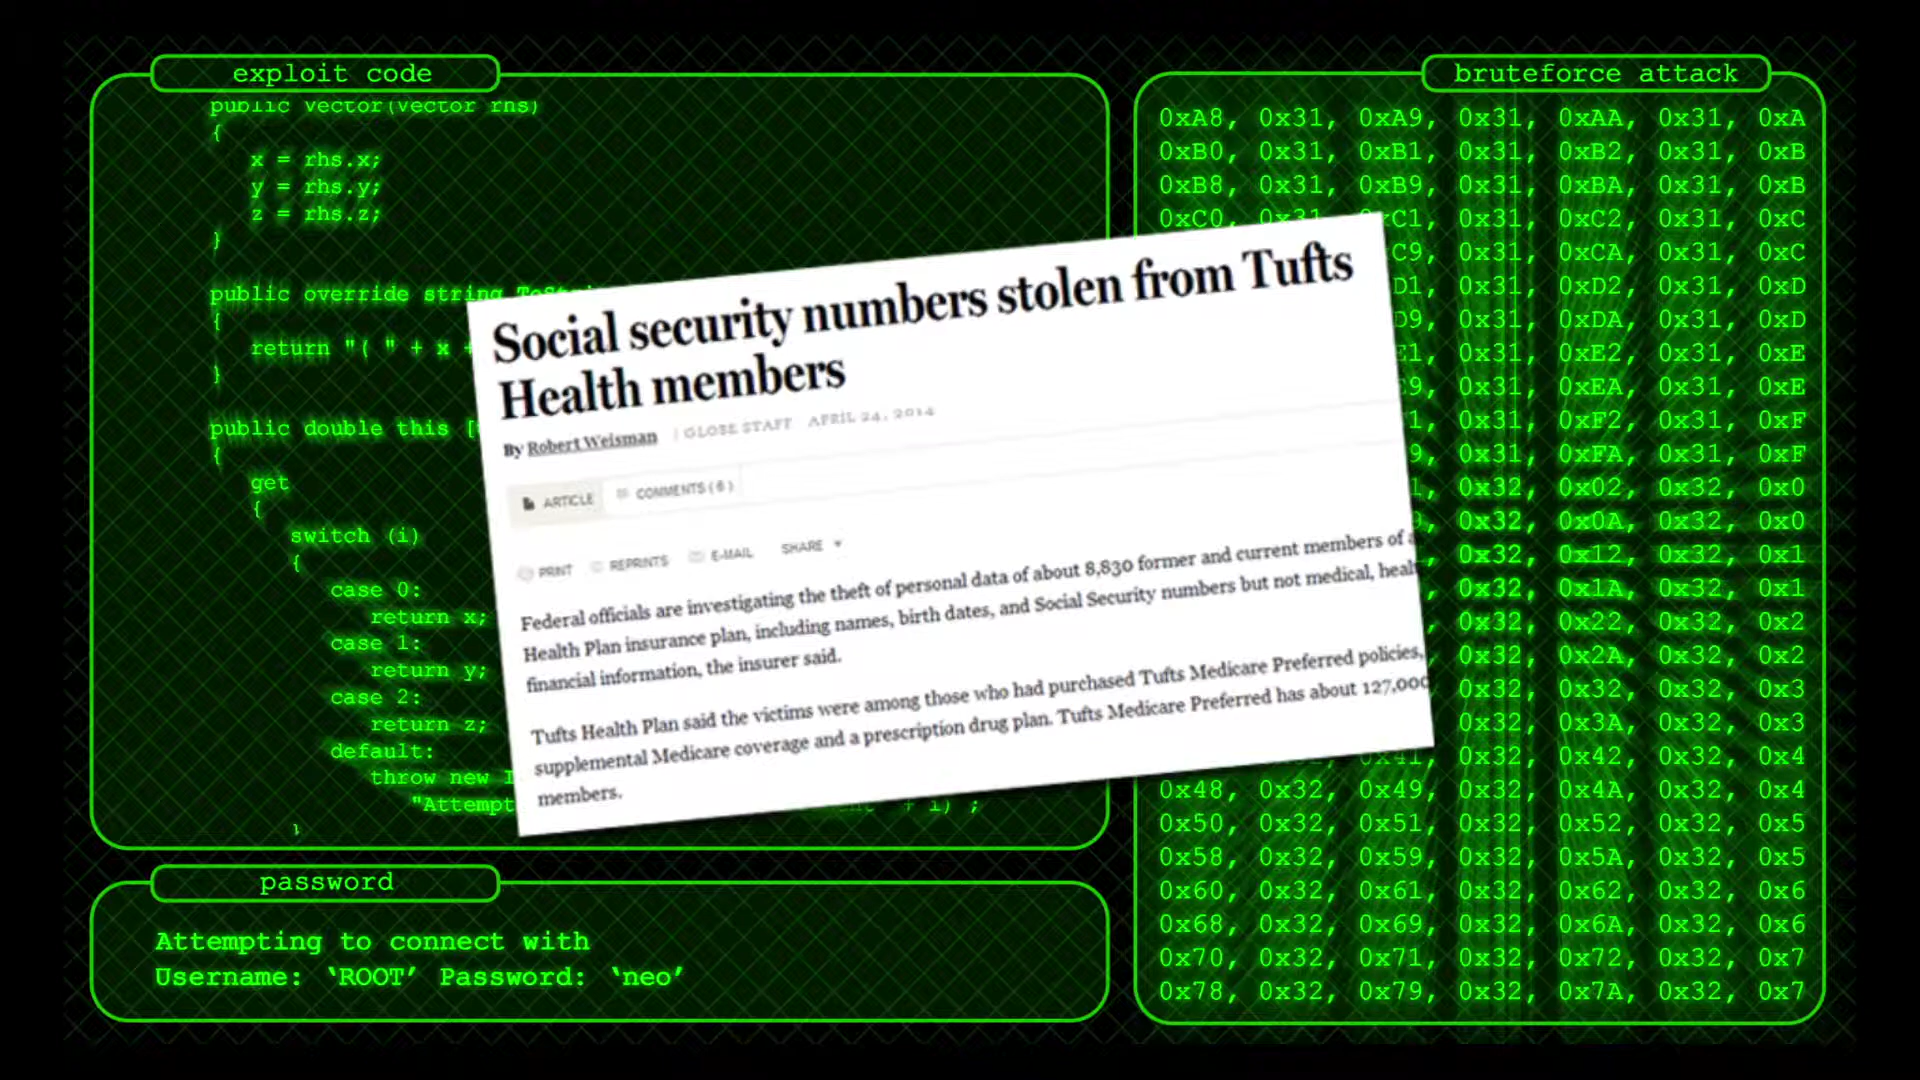 exploit code
public vector(vector rhs)
{
x = rhs.x;
y = rhs.y;
z = rhs.z;
}
public override string
{
return "( " + x +
}
public double this [
{
get
{
switch (i)
{
case 0:
return x;
case 1:
return y;
case 2:
return z;
default:
throw new
"Attempt + i) ;
}
password
Attempting to connect with
Username: ‘ROOT’ Password: ‘neo’
Social security numbers stolen from Tufts
Health members
By Robert Weisman | GLOBE STAFF APRIL 24, 2014
ARTICLE COMMENTS (6)
PRINT REPRINTS E-MAIL SHARE
Federal officials are investigating the theft of personal data of about 8,830 former and current members of
Health Plan insurance plan, including names, birth dates, and Social Security numbers but not medical,
financial information, the insurer said.
Tufts Health Plan said the victims were among those who had purchased Tufts Medicare Preferred policies,
supplemental Medicare coverage and a prescription drug plan. Tufts Medicare Preferred has about 127,000
members.
bruteforce attack
0xA8, 0x31, 0xA9, 0x31, 0xAA, 0x31, 0xA
0xB0, 0x31, 0xB1, 0x31, 0xB2, 0x31, 0xB
0xB8, 0x31, 0xB9, 0x31, 0xBA, 0x31, 0xB
0xC0, 0x31, 0xC1, 0x31, 0xC2, 0x31, 0xC
C9, 0x31, 0xCA, 0x31, 0xC
D1, 0x31, 0xD2, 0x31, 0xD
D9, 0x31, 0xDA, 0x31, 0xD
E1, 0x31, 0xE2, 0x31, 0xE
E9, 0x31, 0xEA, 0x31, 0xE
1, 0x31, 0xF2, 0x31, 0xF
9, 0x31, 0xFA, 0x31, 0xF
1, 0x32, 0x02, 0x32, 0x0
9, 0x32, 0x0A, 0x32, 0x0
0x32, 0x12, 0x32, 0x1
0x32, 0x1A, 0x32, 0x1
0x32, 0x22, 0x32, 0x2
0x32, 0x2A, 0x32, 0x2
0x32, 0x32, 0x32, 0x3
0x32, 0x3A, 0x32, 0x3
0x41, 0x32, 0x42, 0x32, 0x4
0x48, 0x32, 0x49, 0x32, 0x4A, 0x32, 0x4
0x50, 0x32, 0x51, 0x32, 0x52, 0x32, 0x5
0x58, 0x32, 0x59, 0x32, 0x5A, 0x32, 0x5
0x60, 0x32, 0x61, 0x32, 0x62, 0x32, 0x6
0x68, 0x32, 0x69, 0x32, 0x6A, 0x32, 0x6
0x70, 0x32, 0x71, 0x32, 0x72, 0x32, 0x7
0x78, 0x32, 0x79, 0x32, 0x7A, 0x32, 0x7